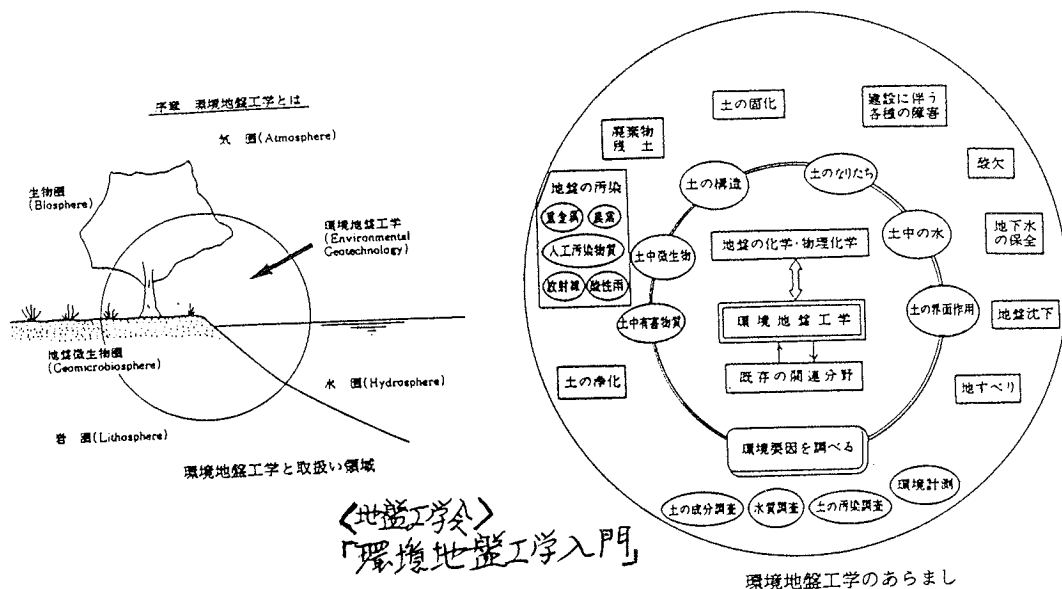 序章 環境地盤工学とは
気 圏(Atmosphere)
生物圏
(Biosphere)
環境地盤工学
(Environmental
Geotechnology)
地盤微生物圏
(Geomicrobiosphere)
水 圏(Hydrosphere)
岩 圏(Lithosphere)
環境地盤工学と取扱い領域
〈地盤工学会〉
「環境地盤工学入門」
土の固化
建設に伴う
各種の障害
廃棄物
残 土
酸欠
地盤の汚染
重金属
農薬
人工汚染物質
放射線
酸性雨
土の構造
土のなりたち
土中微生物
土中の水
地盤の化学・物理化学
地下水
の保全
土中有害物質
環境地盤工学
土の界面作用
地盤沈下
土の浄化
既存の関連分野
地すべり
環境要因を調べる
土の成分調査
水質調査
土の汚染調査
環境計測
環境地盤工学のあらまし